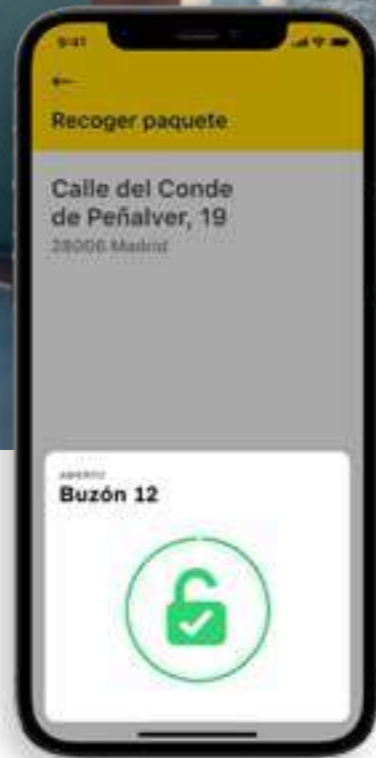 9:41
Recoger paquete
Calle del Conde
de Peñalver, 19
28006 Madrid
ABIERTO
Buzón 12